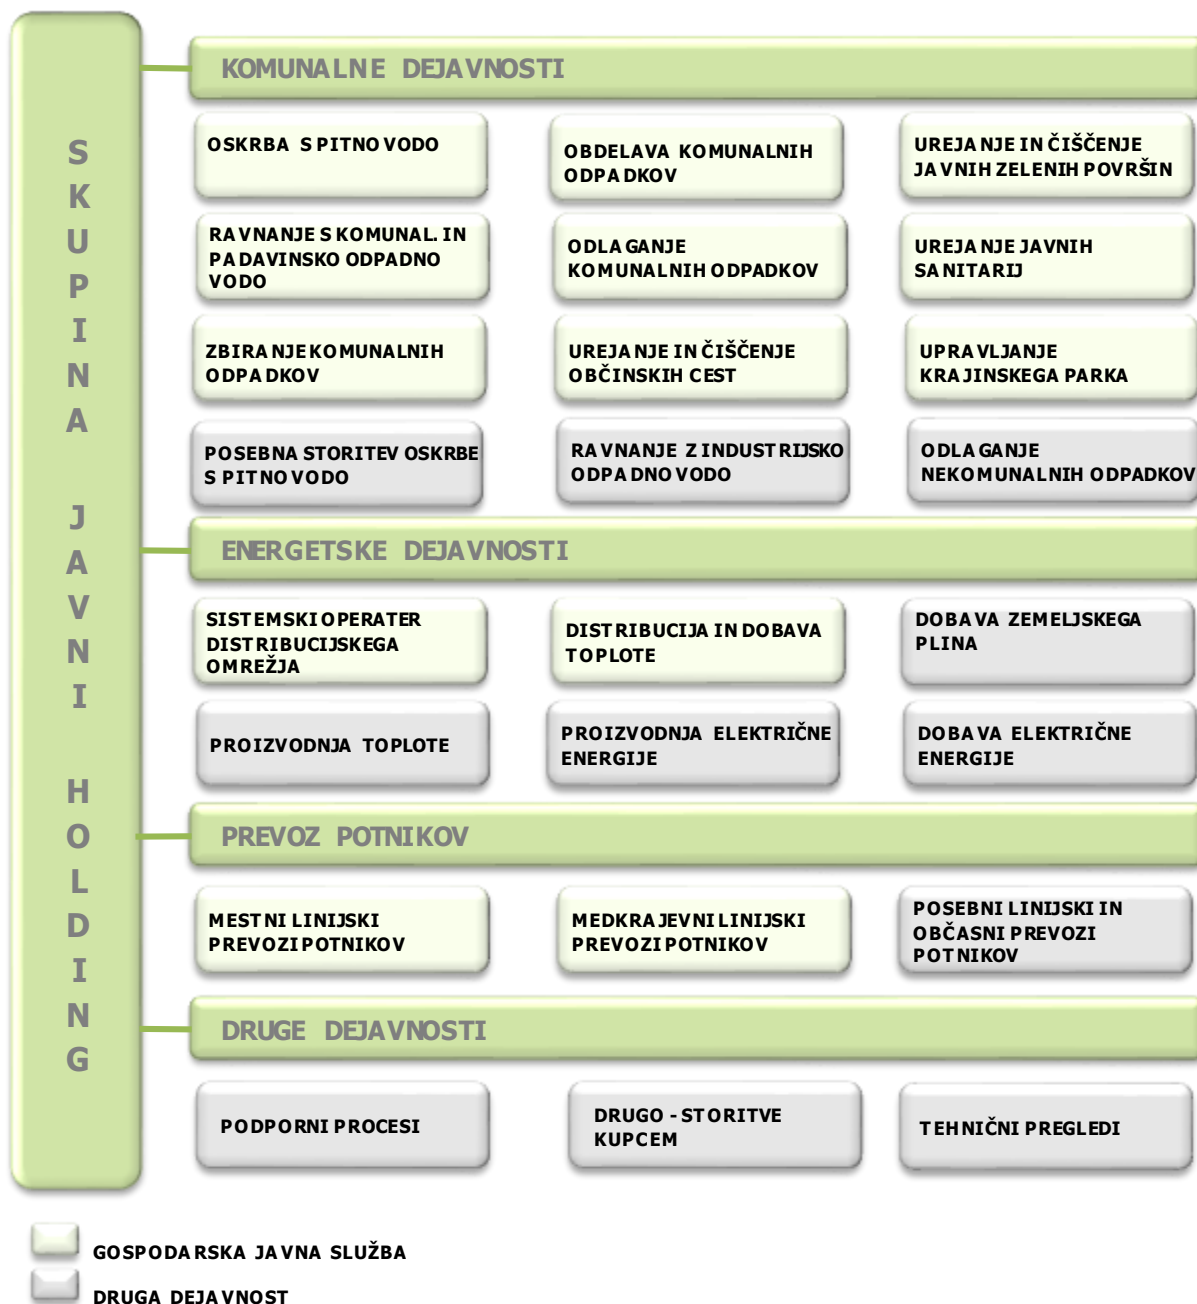 SKUPINA JAVNI HOLDING
KOMUNALNE DEJAVNOSTI
OSKRBA S PITNO VODO
OBDELAVA KOMUNALNIH
ODPADKOV
UREJANJE IN ČIŠČENJE
JAVNIH ZELENIH POVRŠIN
RAVNANJE S KOMUNAL. IN
PADAVINSKO ODPADNO
VODO
ODLAGANJE
KOMUNALNIH ODPADKOV
UREJANJE JAVNIH
SANITARIJ
ZBIRANJE KOMUNALNIH
ODPADKOV
UREJANJE IN ČIŠČENJE
OBČINSKIH CEST
UPRAVLJANJE
KRAJINSKEGA PARKA
POSEBNA STORITEV OSKRBE
S PITNO VODO
RAVNANJE Z INDUSTRIJSKO
ODPADNO VODO
ODLAGANJE
NEKOMUNALNIH ODPADKOV
ENERGETSKE DEJAVNOSTI
SISTEMSKI OPERATER
DISTRIBUCIJSKEGA
OMREŽJA
DISTRIBUCIJA IN DOBAVA
TOPLOTE
DOBAVA ZEMELJSKEGA
PLINA
PROIZVODNJA TOPLOTE
PROIZVODNJA ELEKTRIČNE
ENERGIJE
DOBAVA ELEKTRIČNE
ENERGIJE
PREVOZ POTNIKOV
MESTNI LINIJSKI
PREVOZI POTNIKOV
MEDKRAJEVNI LINIJSKI
PREVOZI POTNIKOV
POSEBNI LINIJSKI IN
OBČASNI PREVOZI
POTNIKOV
DRUGE DEJAVNOSTI
PODPORNI PROCESI
DRUGO - STORITVE
KUPCEM
TEHNIČNI PREGLEDI
GOSPODARSKA JAVNA SLUŽBA
DRUGA DEJAVNOST